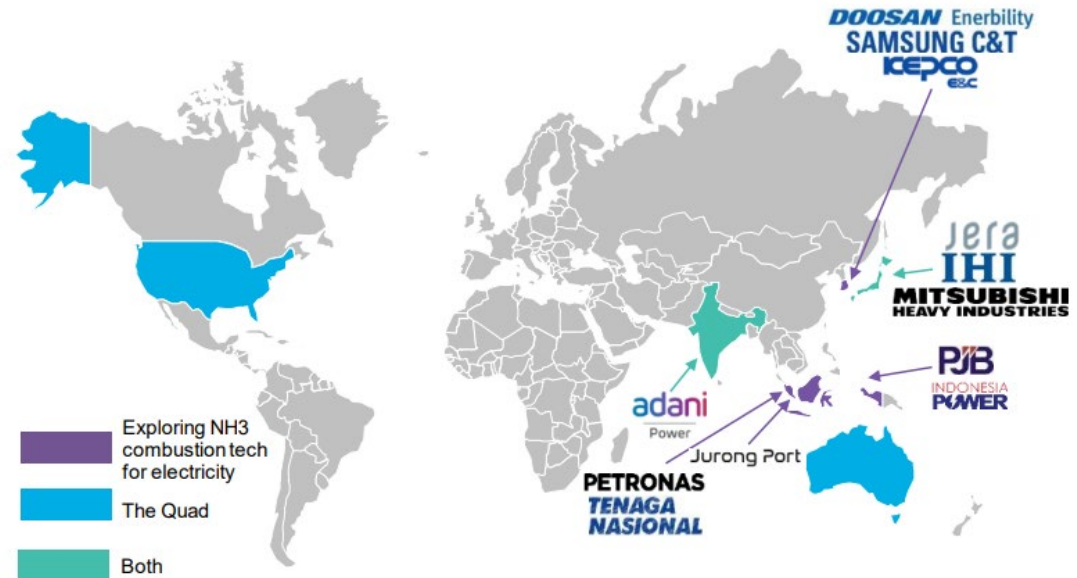 DOOSAN Enerbility
SAMSUNG C&T
KEPCO
E&C
jera
IHI
MITSUBISHI
HEAVY INDUSTRIES
PJB
INDONESIA
POWER
adani
Power
Jurong Port
PETRONAS
TENAGA
NASIONAL
Exploring NH3
combustion tech
for electricity
The Quad
Both